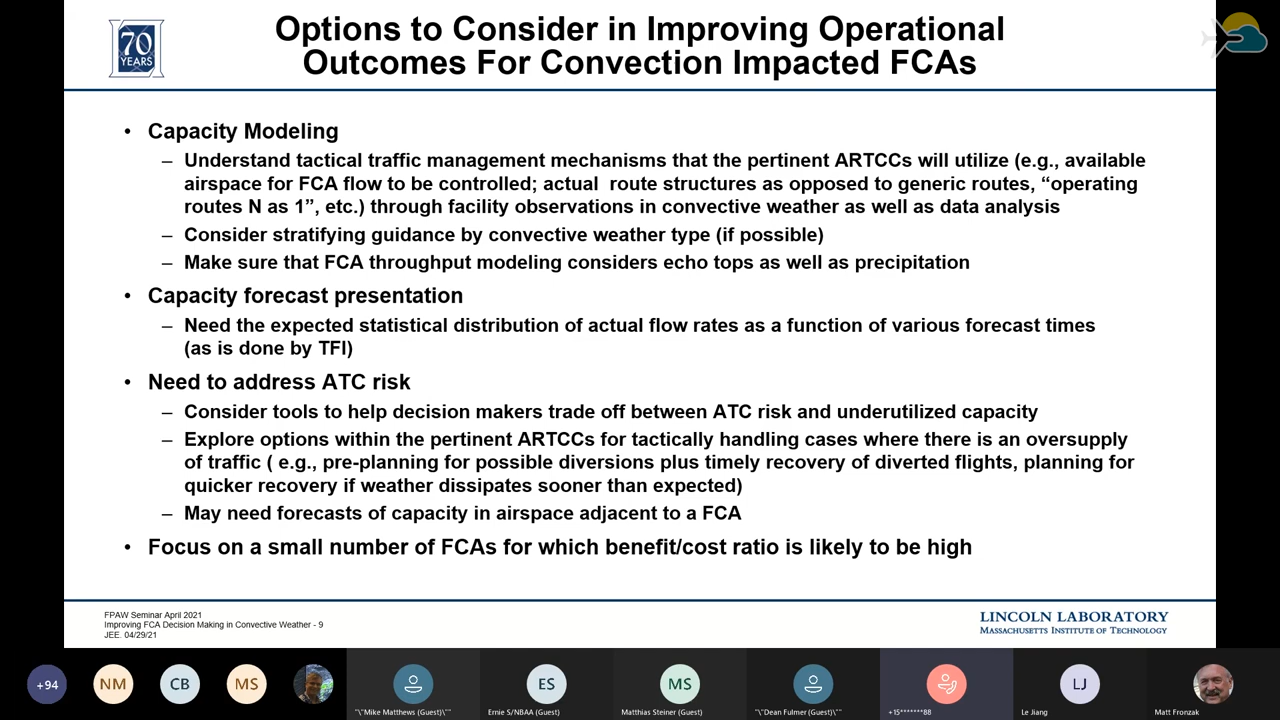 70
YEARS
Options to Consider in Improving Operational
Outcomes For Convection Impacted FCAs
• Capacity Modeling
– Understand tactical traffic management mechanisms that the pertinent ARTCCs will utilize (e.g., available
airspace for FCA flow to be controlled; actual route structures as opposed to generic routes, “operating
routes N as 1”, etc.) through facility observations in convective weather as well as data analysis
– Consider stratifying guidance by convective weather type (if possible)
– Make sure that FCA throughput modeling considers echo tops as well as precipitation
• Capacity forecast presentation
– Need the expected statistical distribution of actual flow rates as a function of various forecast times
(as is done by TFI)
• Need to address ATC risk
– Consider tools to help decision makers trade off between ATC risk and underutilized capacity
– Explore options within the pertinent ARTCCs for tactically handling cases where there is an oversupply
of traffic ( e.g., pre-planning for possible diversions plus timely recovery of diverted flights, planning for
quicker recovery if weather dissipates sooner than expected)
– May need forecasts of capacity in airspace adjacent to a FCA
• Focus on a small number of FCAs for which benefit/cost ratio is likely to be high
FPAW Seminar April 2021
Improving FCA Decision Making in Convective Weather - 9
JEE. 04/29/21
LINCOLN LABORATORY
MASSACHUSETTS INSTITUTE OF TECHNOLOGY
+94
NM
CB
MS
ES
MS
LJ
"\"Mike Matthews (Guest)\""
Ernie S/NBAA (Guest)
Matthias Steiner (Guest)
"\"Dean Fulmer (Guest)\""
+15*******88
Le Jiang
Matt Fronzak